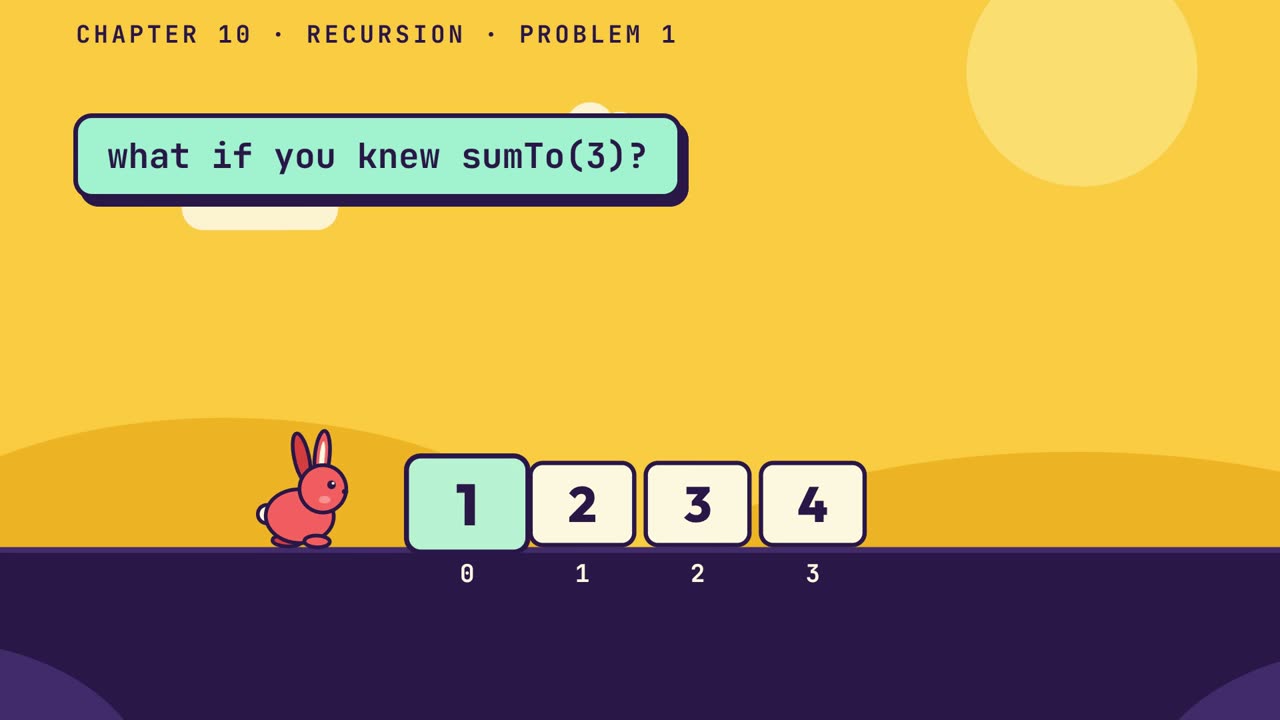 CHAPTER 10 · RECURSION · PROBLEM 1
what if you knew sumTo(3)?
1 2 3 4
0 1 2 3